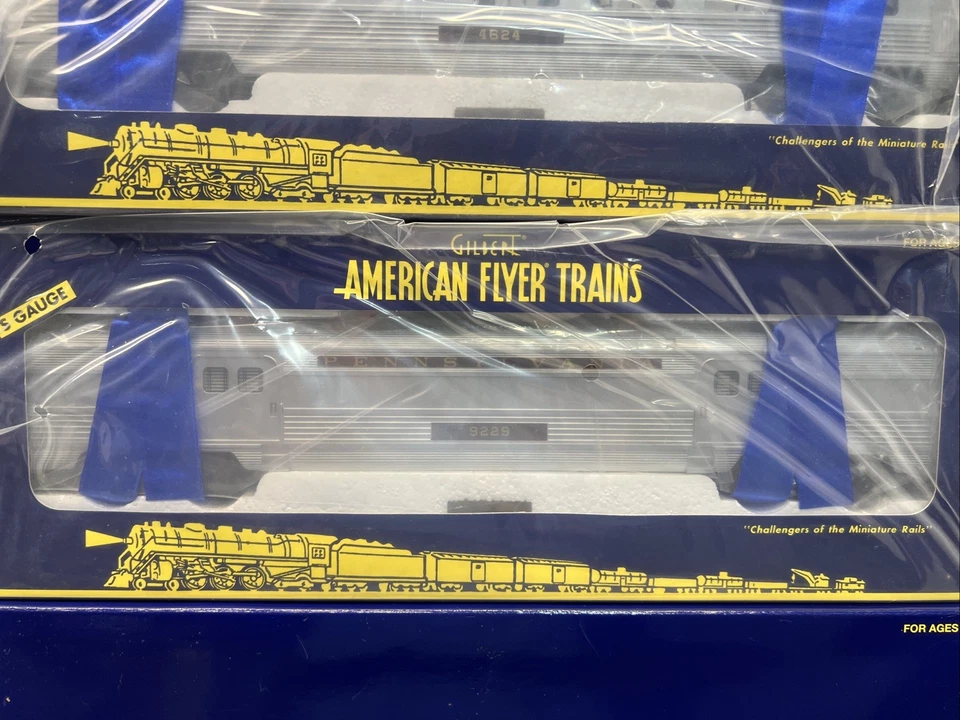 4624
"Challengers of the Miniature
GILBERT
AMERICAN FLYER TRAINS
FOR AGES
S GAUGE
PENNSYLVANIA
9229
"Challengers of the Miniature Rails"
FOR AGES